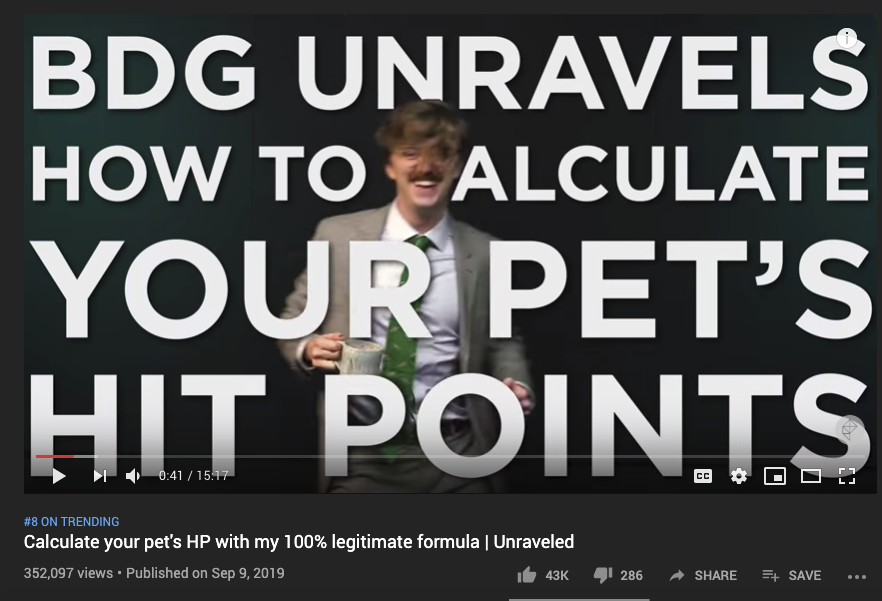 BDG UNRAVELS
HOW TO CALCULATE
YOUR PET'S
HIT POINTS
0:41 / 15:17
CC
#8 ON TRENDING
Calculate your pet's HP with my 100% legitimate formula | Unraveled
352,097 views • Published on Sep 9, 2019
43K 286 SHARE SAVE